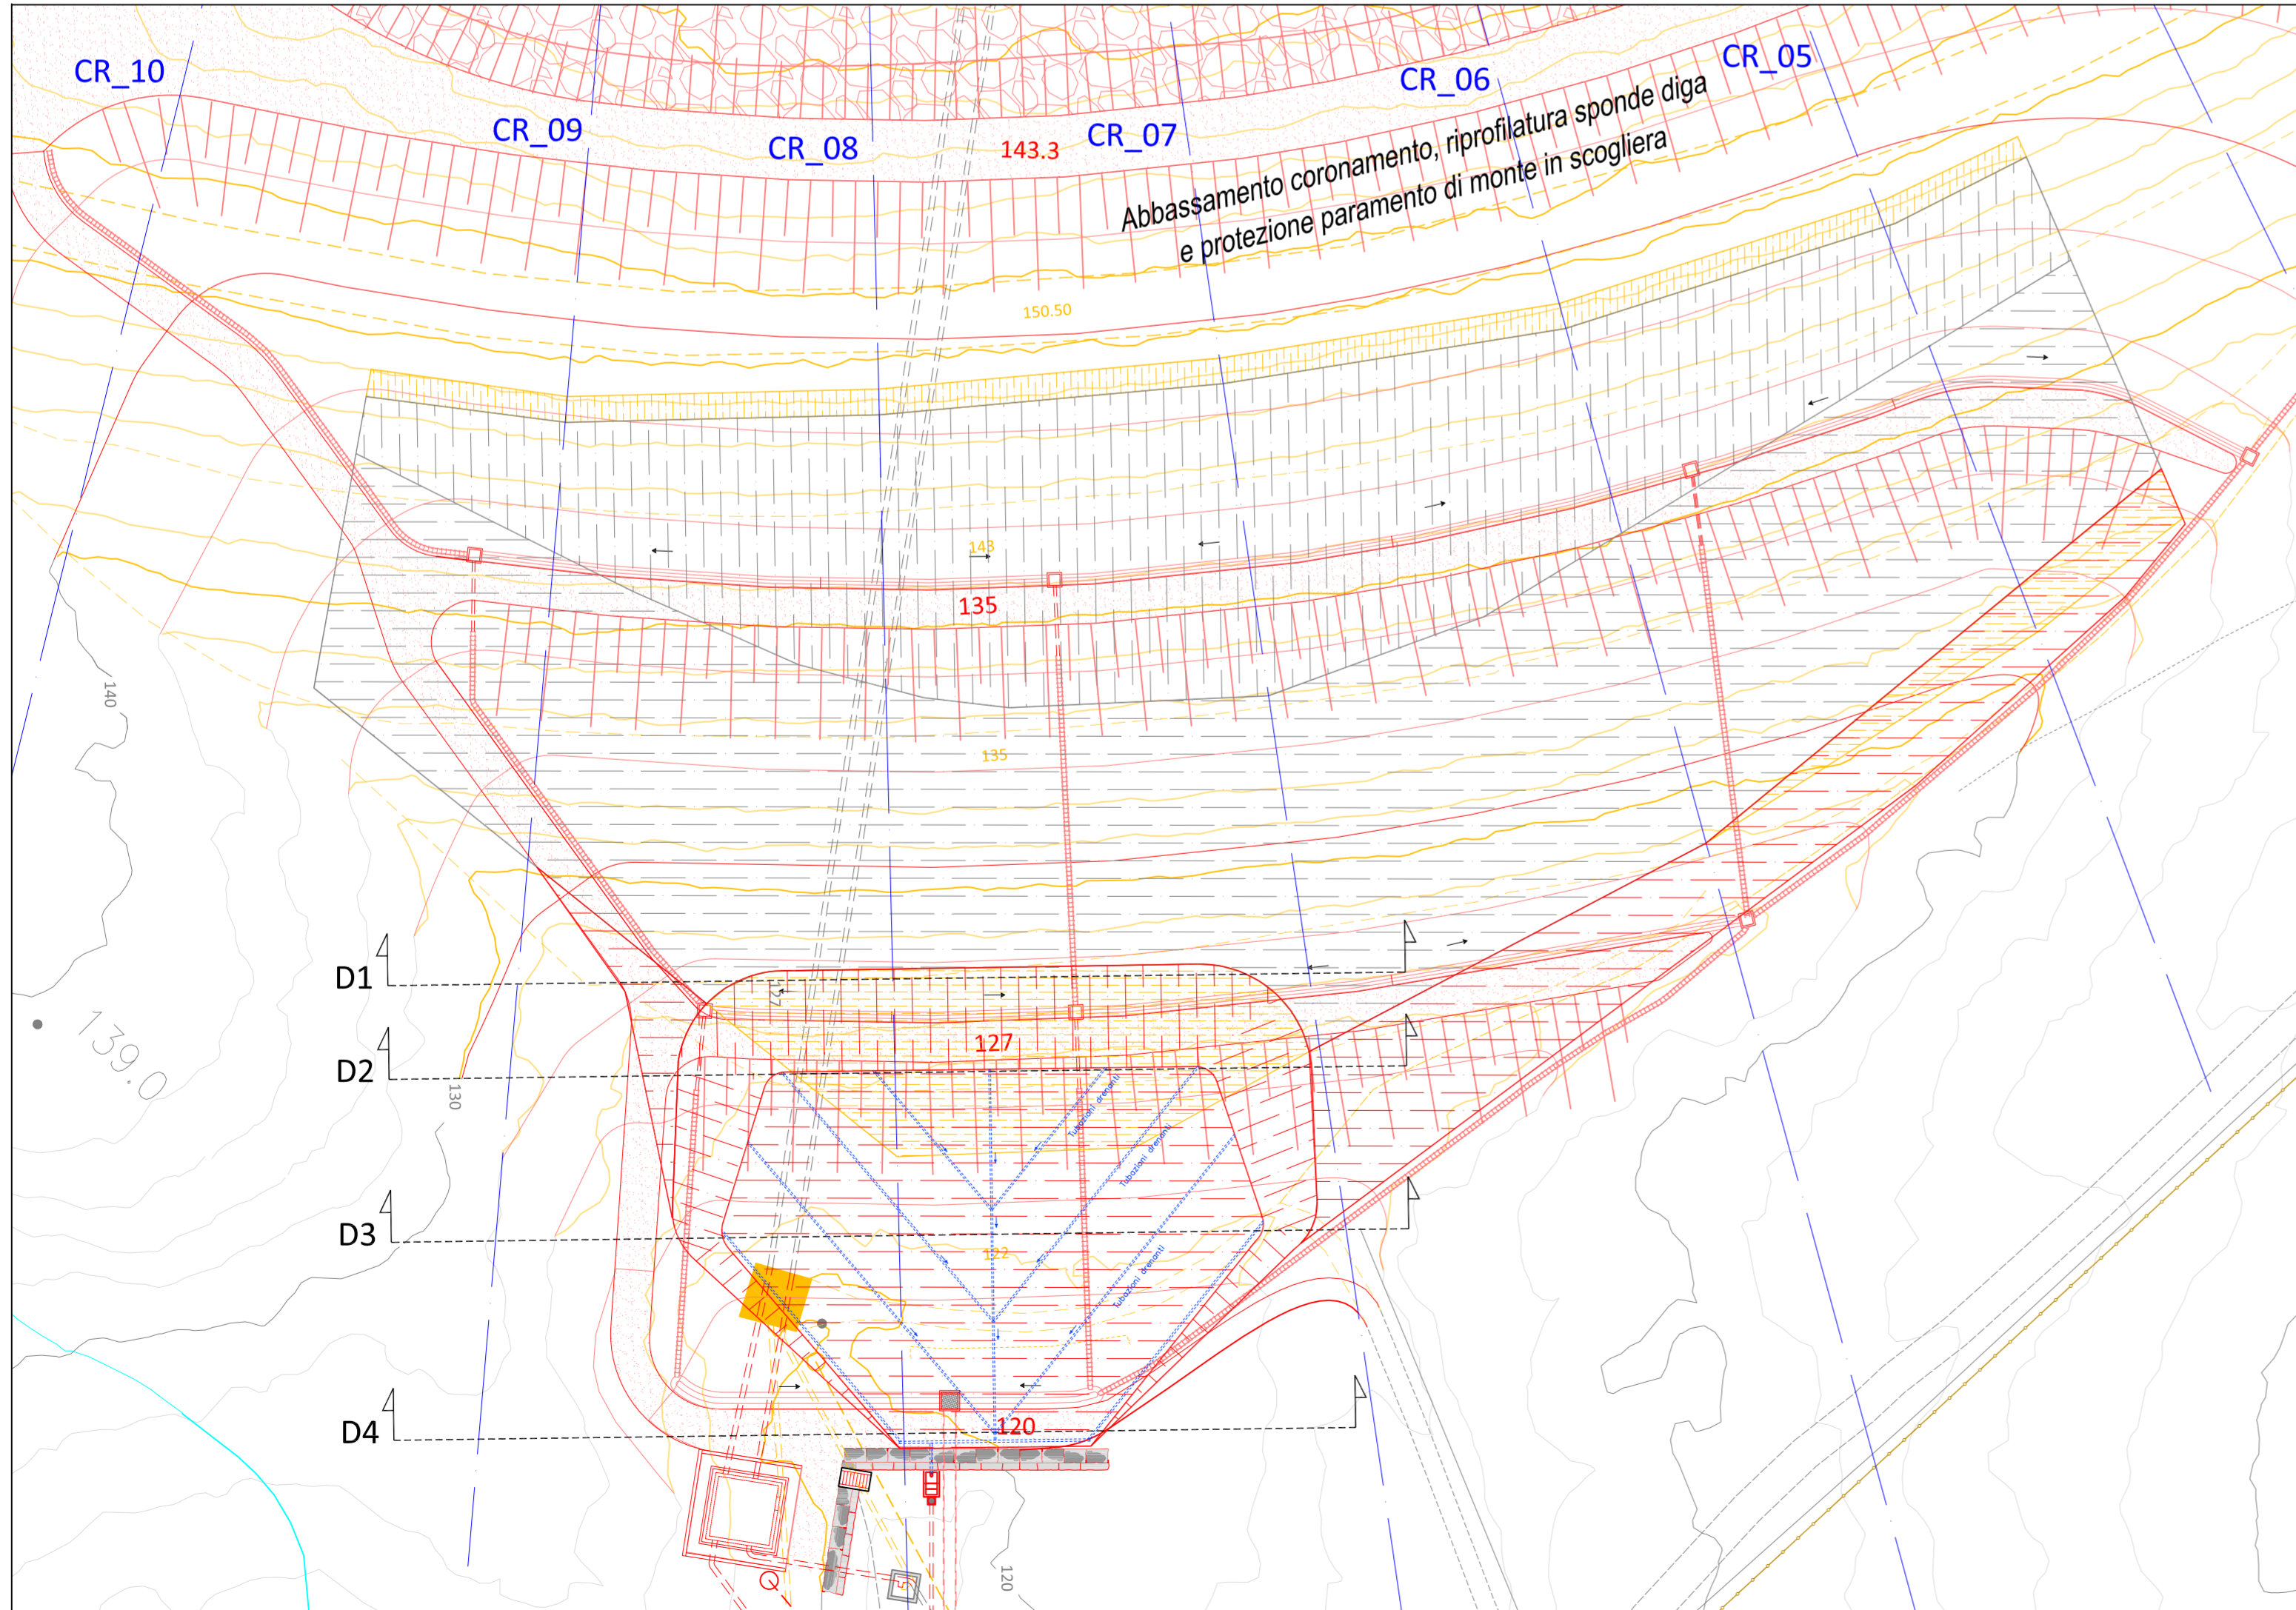 CR_10
CR_09
CR_08
CR_07
CR_06
CR_05
143.3
Abbassamento coronamento, riprofilatura sponde diga
e protezione paramento di monte in scogliera
150.50
143
135
140
135
D1
127
127
D2
130
139.0
Tubazioni drenanti
Tubazioni drenanti
Tubazioni drenanti
D3
122
D4
120
120